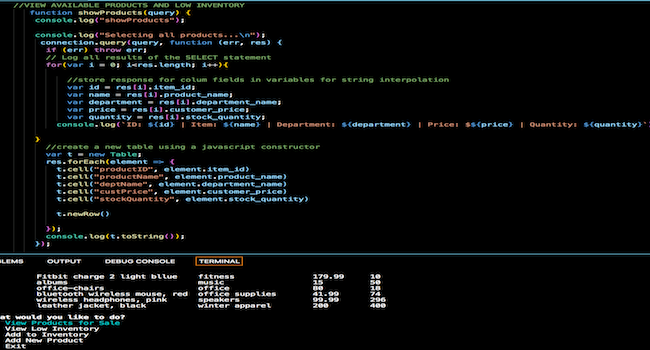 //VIEW AVAILABLE PRODUCTS AND LOW INVENTORY
function showProducts(query) {
console.log("showProducts");
console.log("Selecting all products...\n");
connection.query(query, function (err, res) {
if (err) throw err;
// Log all results of the SELECT statement
for(var i = 0; i<res.length; i++){
//store response for colum fields in variables for string interpolation
var id = res[i].item_id;
var name = res[i].product_name;
var department = res[i].department_name;
var price = res[i].customer_price;
var quantity = res[i].stock_quantity;
console.log(`ID: ${id} | Item: ${name} | Department: ${department} | Price: $${price} | Quantity: ${quantity}`
}
//create a new table using a javascript constructor
var t = new Table;
res.forEach(element => {
t.cell("productID", element.item_id)
t.cell("productName", element.product_name)
t.cell("deptName", element.department_name)
t.cell("custPrice", element.customer_price)
t.cell("stockQuantity", element.stock_quantity)
t.newRow()
});
console.log(t.toString());
});
BLEMS OUTPUT DEBUG CONSOLE TERMINAL
Fitbit charge 2 light bllue fitness 179.99 10
albums music 15 50
office-chairs office 80 18
bluetooth wireless mouse, red office supplies 41.99 74
wireless headphones, pink speakers 99.99 296
leather jacket, black winter apparel 200 400
at would you like to do?
View Products for Sale
View Low Inventory
Add to Inventory
Add New Product
Exit